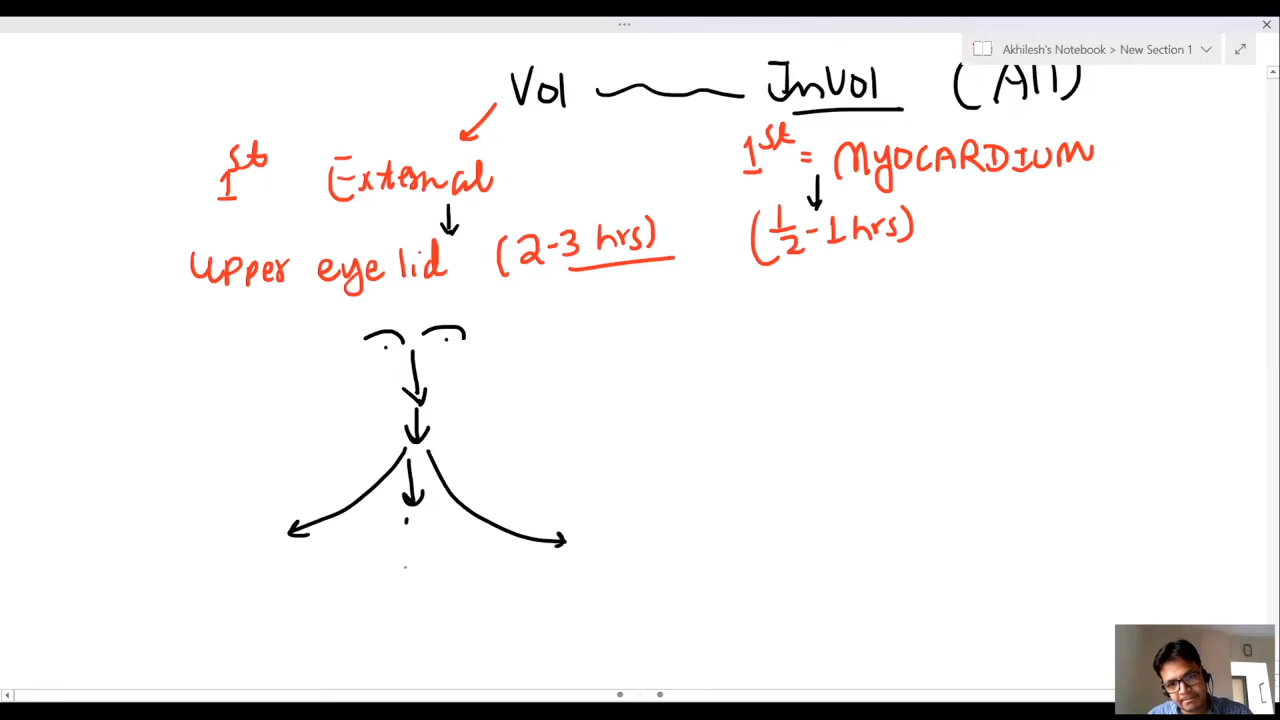 Akhilesh's Notebook > New Section 1
Vol InVol (All)
1st External
1st = MYOCARDIUM
Upper eye lid (2-3 hrs)
(1/2-1 hrs)